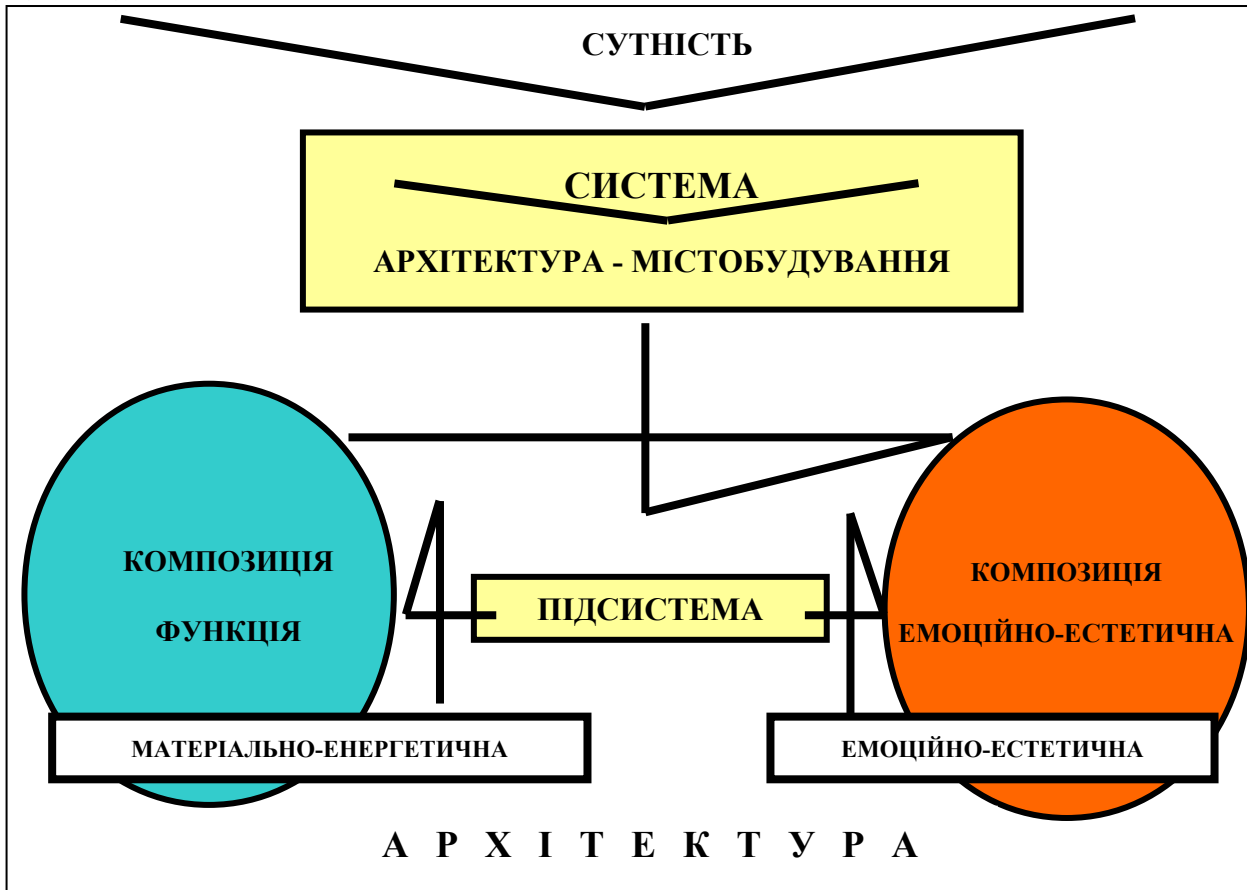 СУТНІСТЬ
СИСТЕМА
АРХІТЕКТУРА - МІСТОБУДУВАННЯ
КОМПОЗИЦІЯ
ФУНКЦІЯ
ПІДСИСТЕМА
КОМПОЗИЦІЯ
ЕМОЦІЙНО-ЕСТЕТИЧНА
МАТЕРІАЛЬНО-ЕНЕРГЕТИЧНА
ЕМОЦІЙНО-ЕСТЕТИЧНА
А Р Х І Т Е К Т У Р А